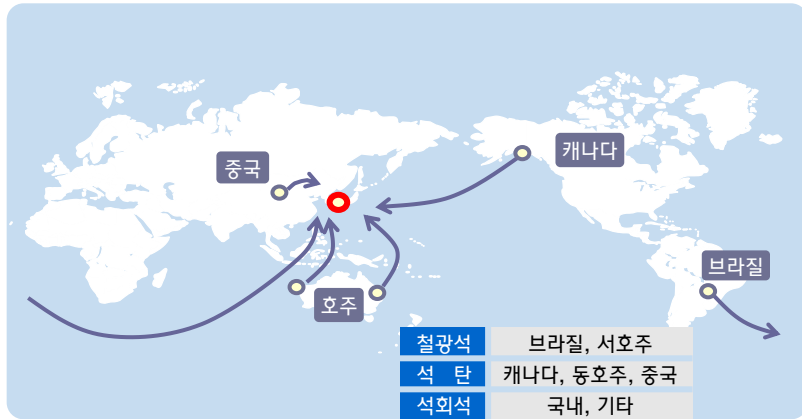 중국
캐나다
브라질
호주
철광석 브라질, 서호주
석 탄 캐나다, 동호주, 중국
석회석 국내, 기타